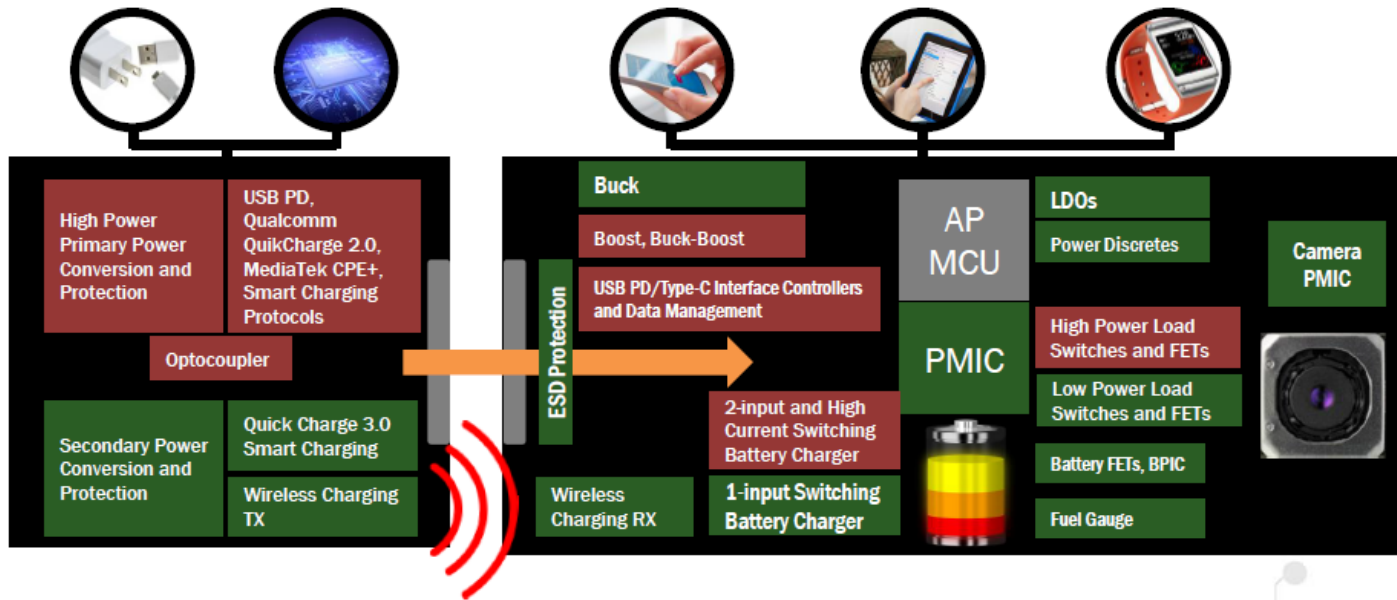 High Power
Primary Power
Conversion and
Protection
USB PD,
Qualcomm
QuikCharge 2.0,
MediaTek CPE+,
Smart Charging
Protocols
Optocoupler
Secondary Power
Conversion and
Protection
Quick Charge 3.0
Smart Charging
Wireless Charging
TX
ESD Protection
Buck
Boost, Buck-Boost
USB PD/Type-C Interface Controllers
and Data Management
2-input and High
Current Switching
Battery Charger
Wireless
Charging RX
1-input Switching
Battery Charger
AP
MCU
PMIC
LDOs
Power Discretes
High Power Load
Switches and FETs
Low Power Load
Switches and FETs
Battery FETs, BPIC
Fuel Gauge
Camera
PMIC